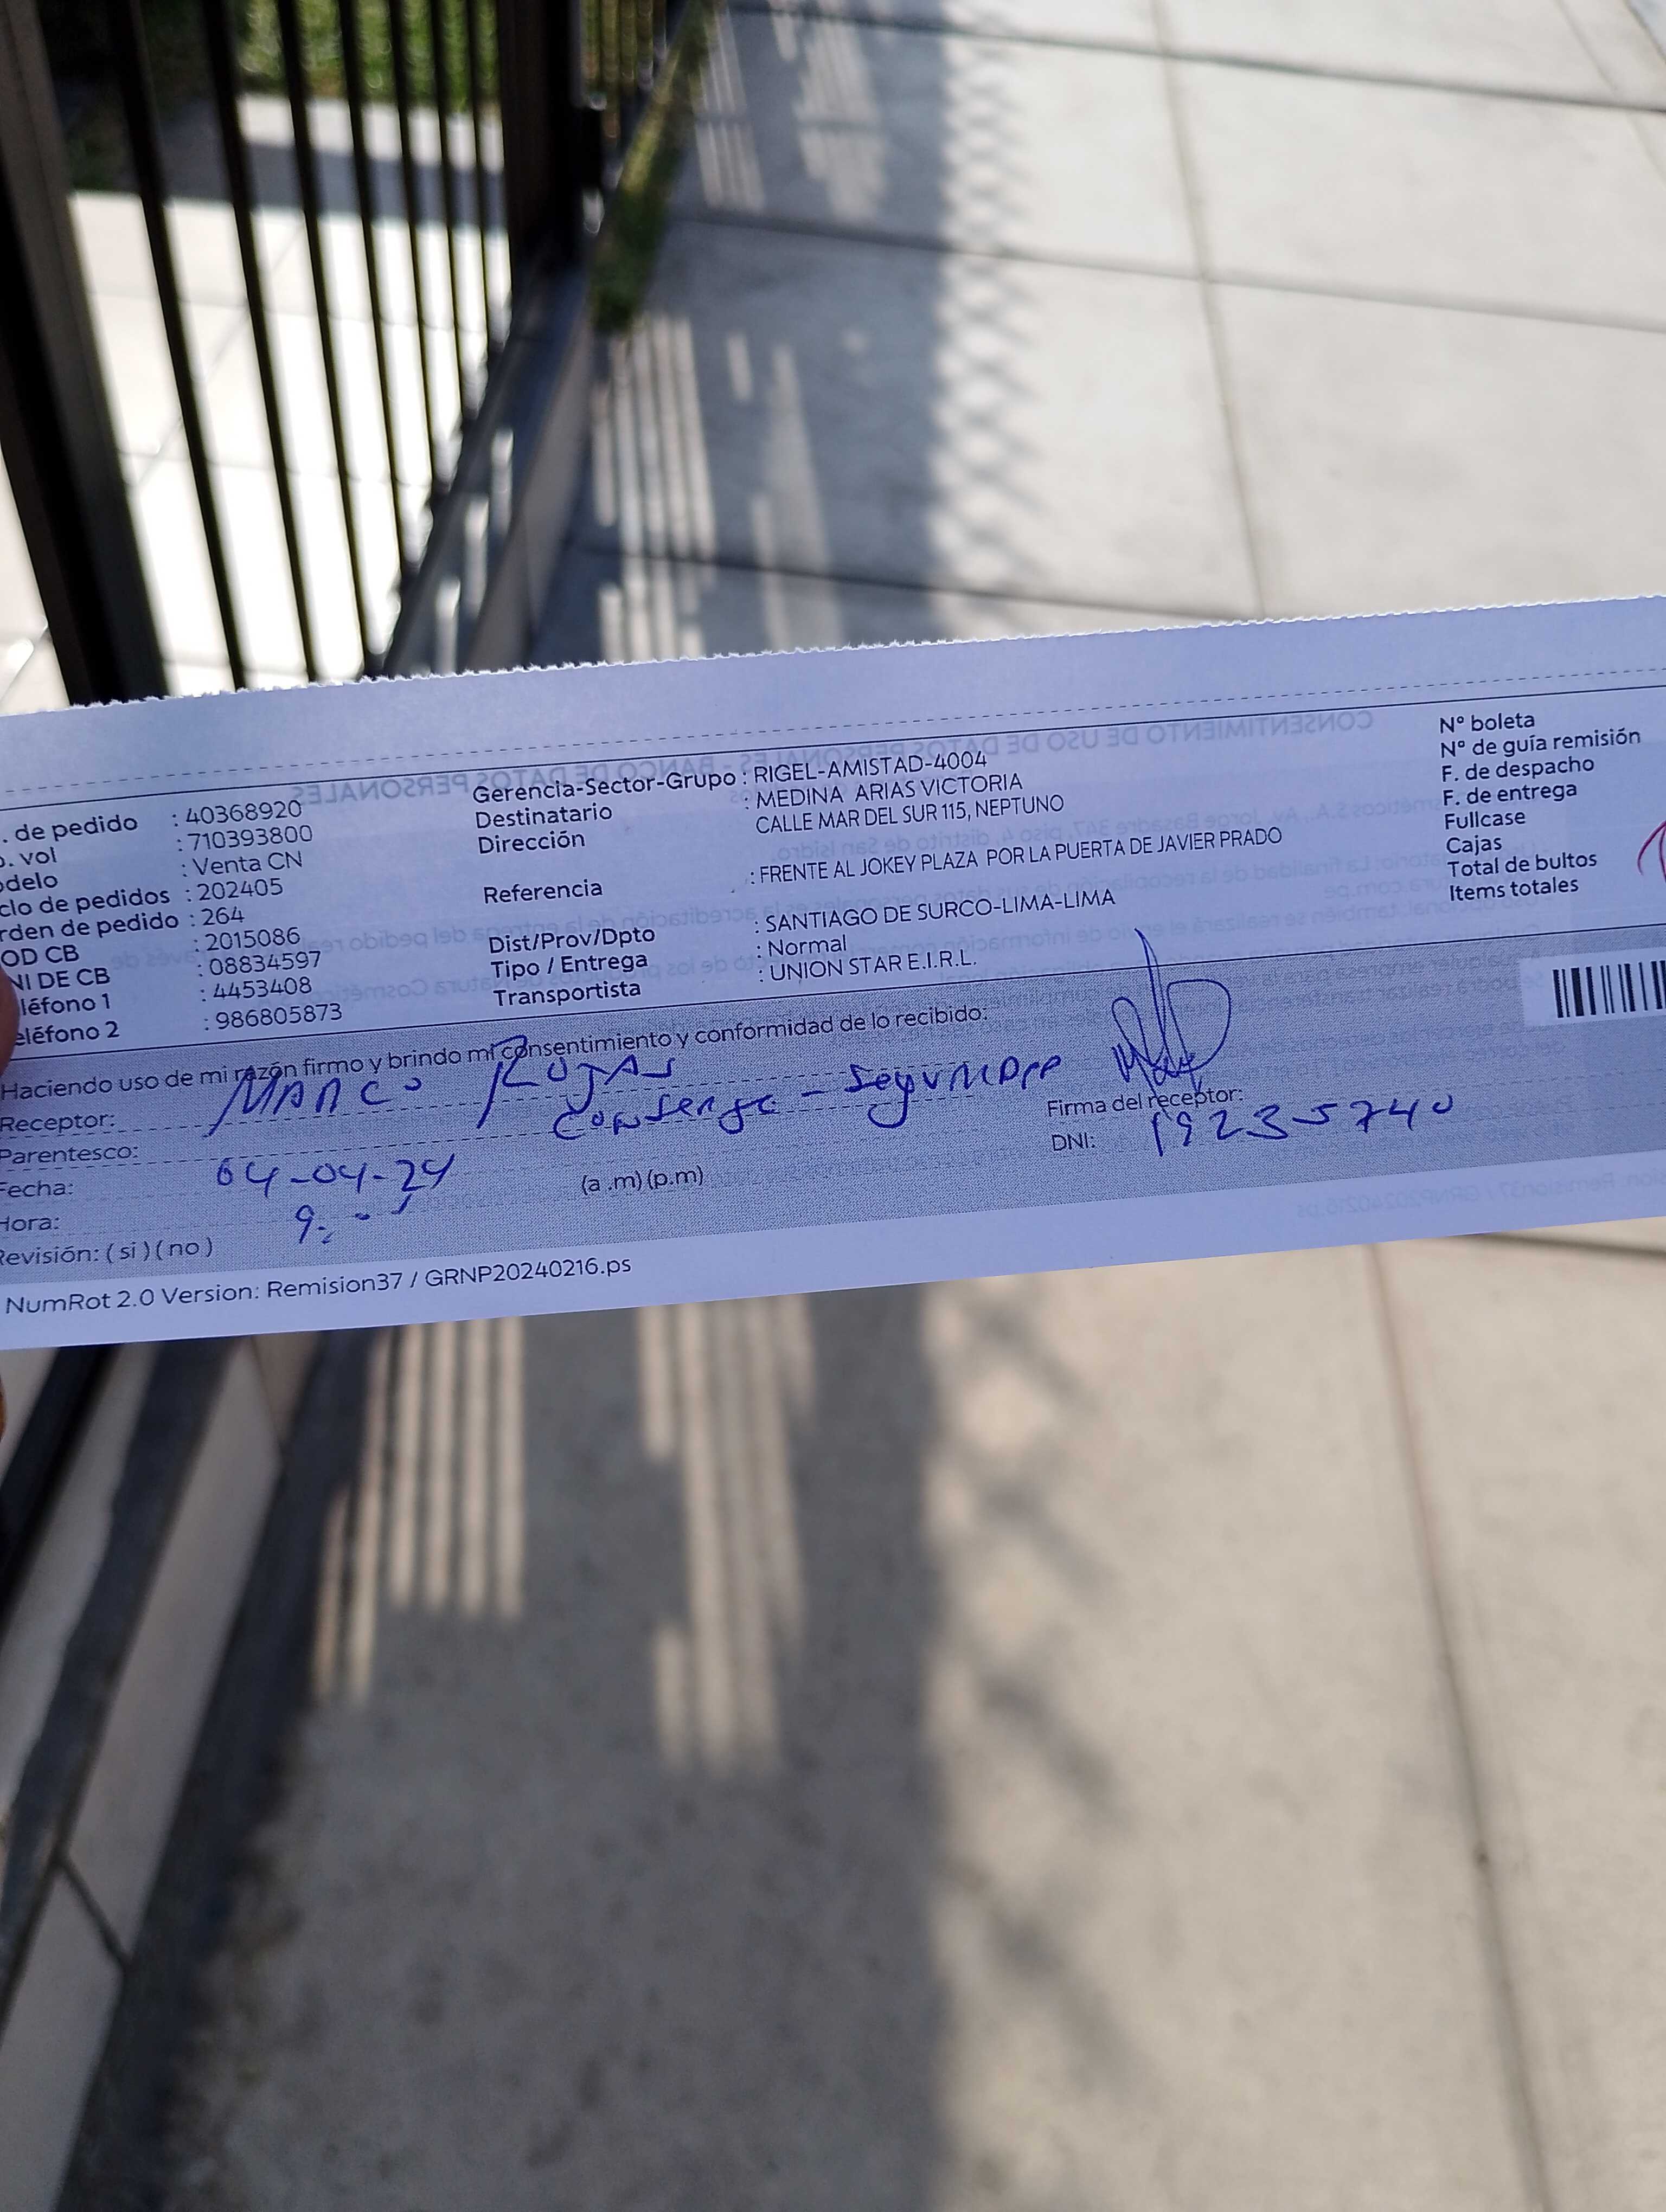 . de pedido : 40368920
. vol : 710393800
delo : Venta CN
clo de pedidos : 202405
rden de pedido : 264
OD CB : 2015086
NI DE CB : 08834597
léfono 1 : 4453408
eléfono 2 : 986805873
Gerencia-Sector-Grupo : RIGEL-AMISTAD-4004
Destinatario : MEDINA ARIAS VICTORIA
Dirección CALLE MAR DEL SUR 115, NEPTUNO
Referencia : FRENTE AL JOKEY PLAZA POR LA PUERTA DE JAVIER PRADO
Dist/Prov/Dpto : SANTIAGO DE SURCO-LIMA-LIMA
Tipo / Entrega : Normal
Transportista : UNION STAR E.I.R.L.
Nº boleta
Nº de guía remisión
F. de despacho
F. de entrega
Fullcase
Cajas
Total de bultos
Items totales
Haciendo uso de mi razón firmo y brindo mi consentimiento y conformidad de lo recibido:
Receptor: MARCO ROJAS
Parentesco:
Fecha: 04-04-24
Hora: (a .m) (p.m)
Revisión: ( si ) ( no )
Firma del receptor:
DNI: 19235740
NumRot 2.0 Version: Remision37 / GRNP20240216.ps